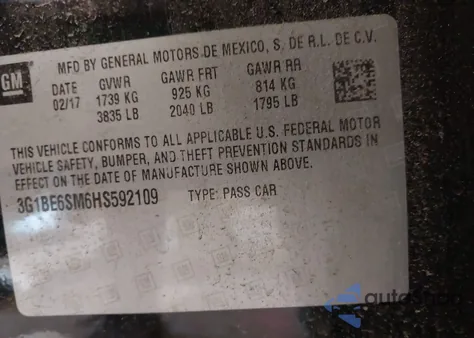 GM
MFD BY GENERAL MOTORS DE MEXICO, S. DE R.L. DE C.V.
DATE GVWR GAWR FRT GAWR RR
02/17 1739 KG 925 KG 814 KG
3835 LB 2040 LB 1795 LB
THIS VEHICLE CONFORMS TO ALL APPLICABLE U.S. FEDERAL MOTOR
VEHICLE SAFETY, BUMPER, AND THEFT PREVENTION STANDARDS IN
EFFECT ON THE DATE OF MANUFACTURE SHOWN ABOVE.
3G1BE6SM6HS592109 TYPE: PASS CAR